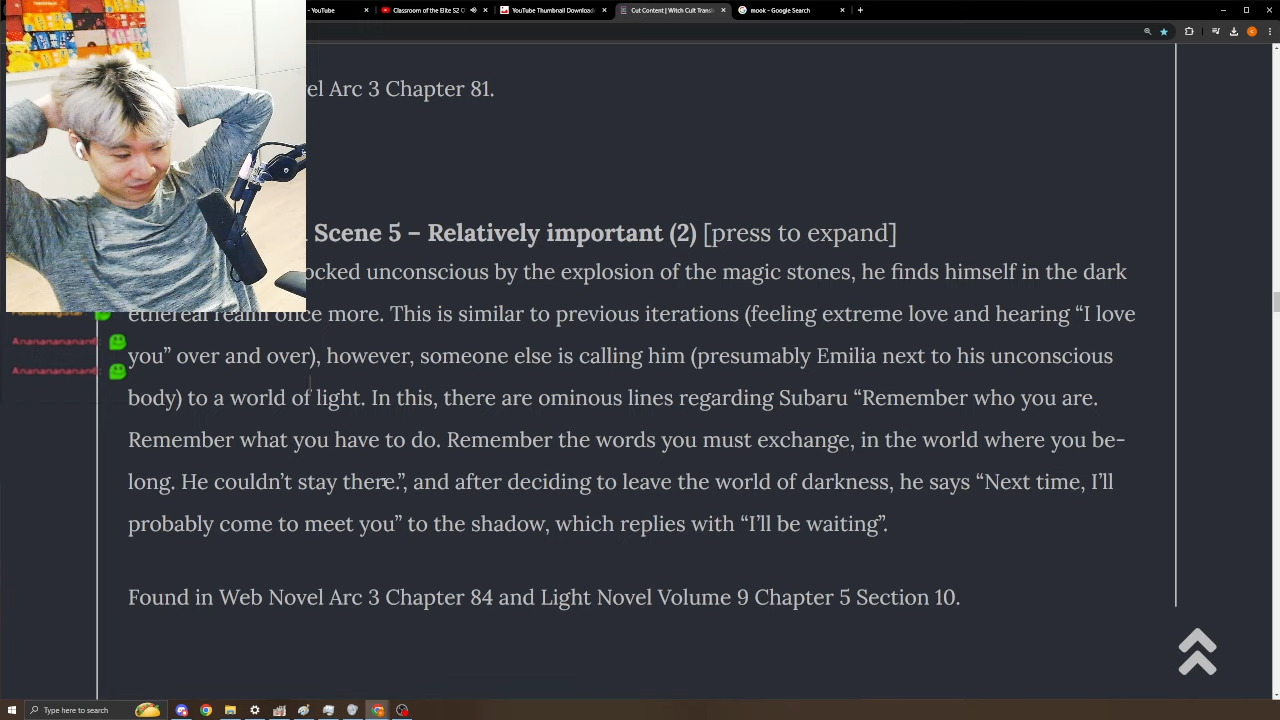 - YouTube
Classroom of the Elite S2 O
YouTube Thumbnail Download
Cut Content | Witch Cult Transl
mook - Google Search
el Arc 3 Chapter 81.
Scene 5 – Relatively important (2) [press to expand]
ocked unconscious by the explosion of the magic stones, he finds himself in the dark
ethereal realm once more. This is similar to previous iterations (feeling extreme love and hearing “I love
you” over and over), however, someone else is calling him (presumably Emilia next to his unconscious
body) to a world of light. In this, there are ominous lines regarding Subaru “Remember who you are.
Remember what you have to do. Remember the words you must exchange, in the world where you be-
long. He couldn’t stay there.”, and after deciding to leave the world of darkness, he says “Next time, I’ll
probably come to meet you” to the shadow, which replies with “I’ll be waiting”.
Found in Web Novel Arc 3 Chapter 84 and Light Novel Volume 9 Chapter 5 Section 10.
Type here to search